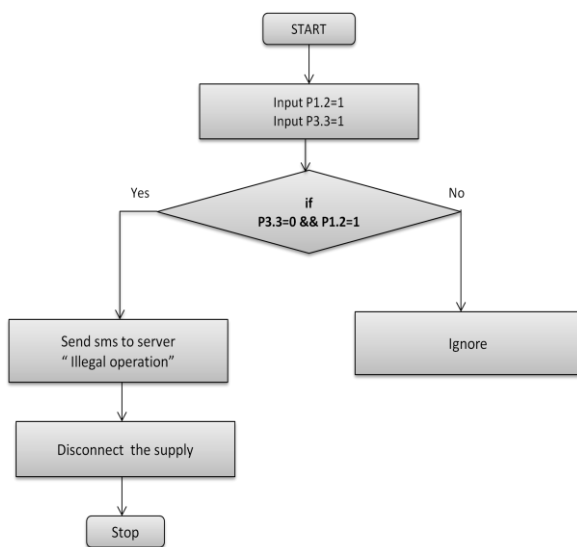 START
Input P1.2=1
Input P3.3=1
Yes
No
if
P3.3=0 && P1.2=1
Send sms to server
“ Illegal operation”
Ignore
Disconnect the supply
Stop